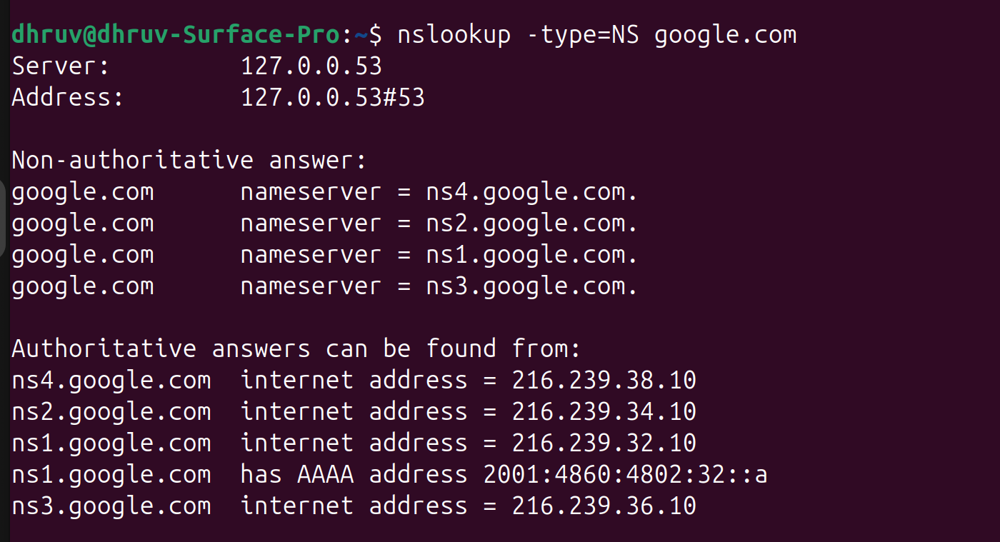 dhruv@dhruv-Surface-Pro:~$ nslookup -type=NS google.com
Server:         127.0.0.53
Address:        127.0.0.53#53
Non-authoritative answer:
google.com      nameserver = ns4.google.com.
google.com      nameserver = ns2.google.com.
google.com      nameserver = ns1.google.com.
google.com      nameserver = ns3.google.com.
Authoritative answers can be found from:
ns4.google.com  internet address = 216.239.38.10
ns2.google.com  internet address = 216.239.34.10
ns1.google.com  internet address = 216.239.32.10
ns1.google.com  has AAAA address 2001:4860:4802:32::a
ns3.google.com  internet address = 216.239.36.10